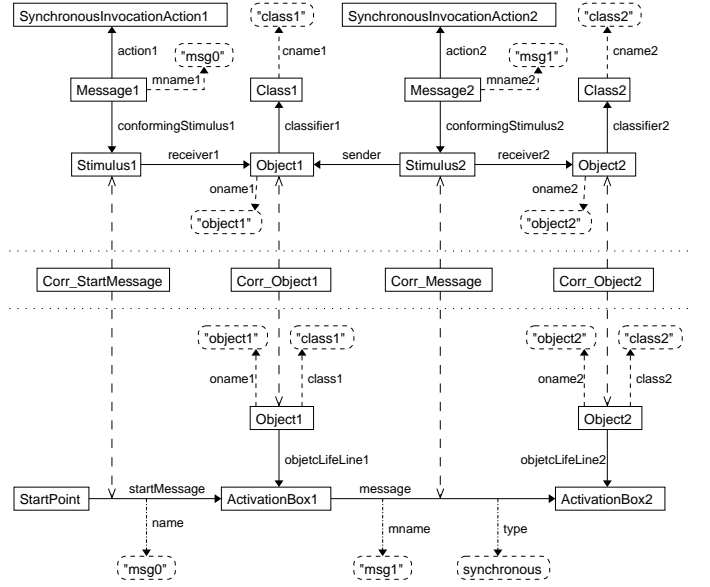 SynchronousInvocationAction1 "class1" SynchronousInvocationAction2 "class2"
action1 "msg0" cname1 action2 "msg1" cname2
mname1 mname2
Message1 Class1 Message2 Class2
conformingStimulus1 classifier1 conformingStimulus2 classifier2
receiver1 sender receiver2
Stimulus1 Object1 Stimulus2 Object2
oname1 oname2
"object1" "object2"
Corr_StartMessage Corr_Object1 Corr_Message Corr_Object2
"object1" "class1" "object2" "class2"
oname1 class1 oname2 class2
Object1 Object2
objetcLifeLine1 objetcLifeLine2
startMessage message
StartPoint ActivationBox1 ActivationBox2
name mname type
"msg0" "msg1" synchronous